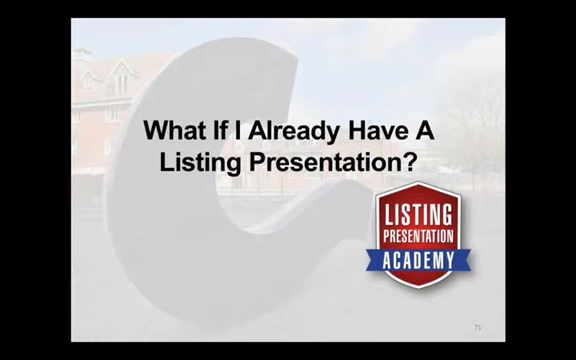 What If I Already Have A
Listing Presentation?
LISTING
PRESENTATION
ACADEMY
71